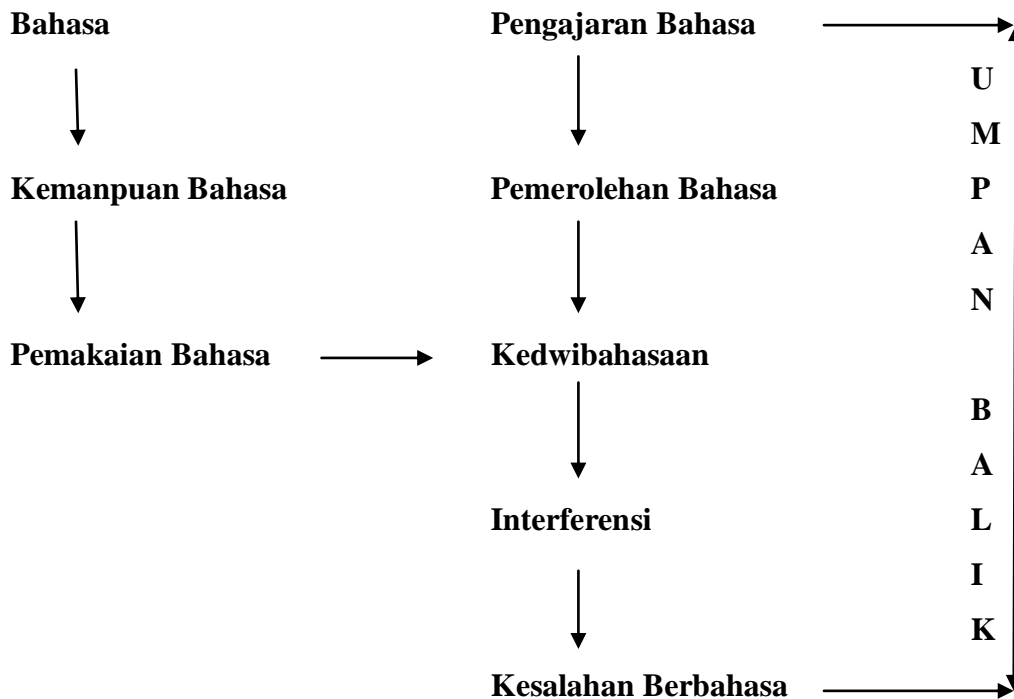 Bahasa
Pengajaran Bahasa
Kemanpuan Bahasa
Pemerolehan Bahasa
Pemakaian Bahasa
Kedwibahasaan
Interferensi
Kesalahan Berbahasa
U
M
P
A
N
B
A
L
I
K